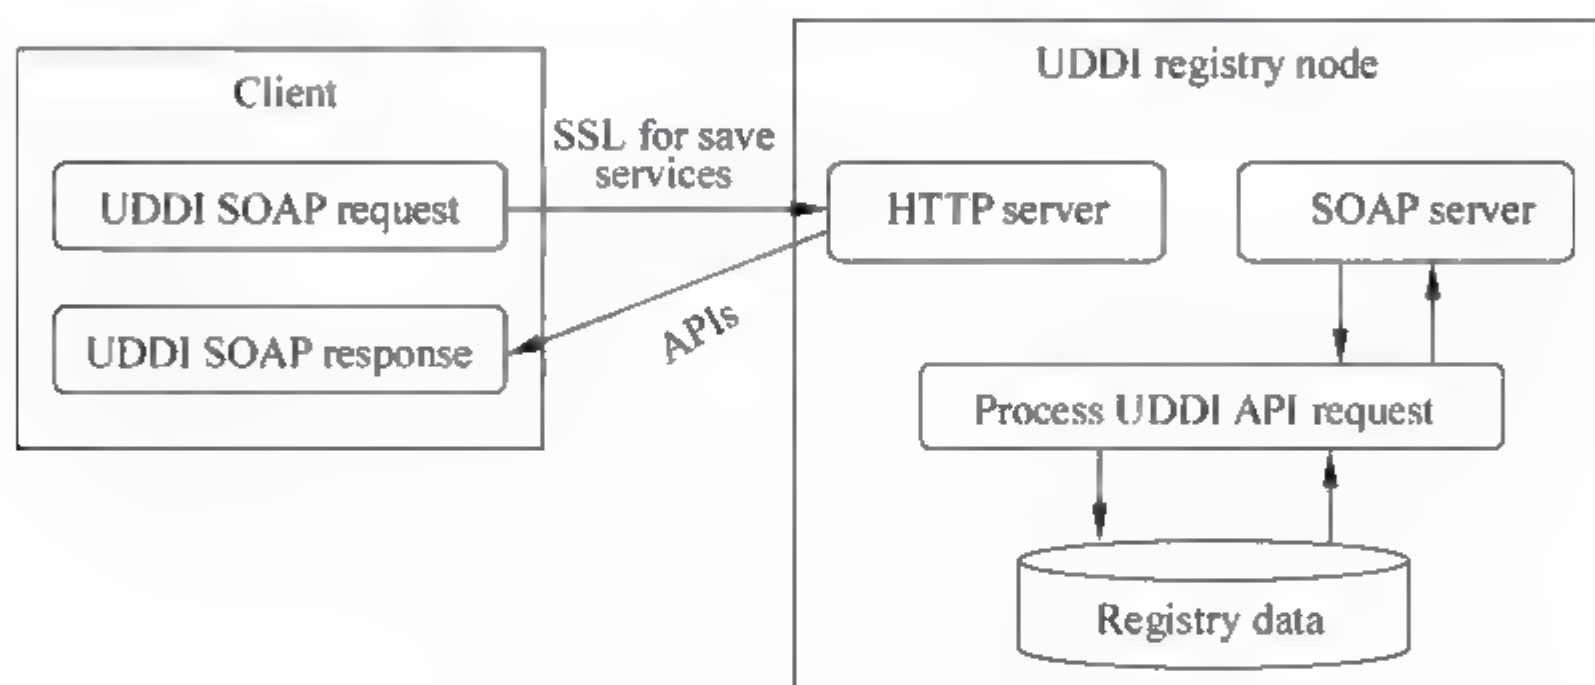 Client
UDDI SOAP request
UDDI SOAP response
SSL for save
services
APIs
UDDI registry node
HTTP server
SOAP server
Process UDDI API request
Registry data